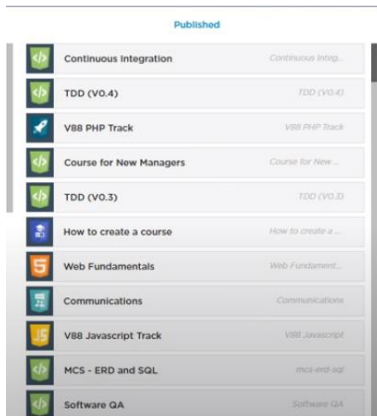 Published
</> Continuous Integration Continuous Integ...
</> TDD (V0.4) TDD (V0.4)
V88 PHP Track V88 PHP Track
</> Course for New Managers Course for New ...
</> TDD (V0.3) TDD (V0.3)
How to create a course How to create a ...
5 Web Fundamentals Web Fundament...
Communications Communications
JS V88 Javascript Track V88 Javascript
</> MCS - ERD and SQL mcs-erd-sql
</> Software QA Software QA